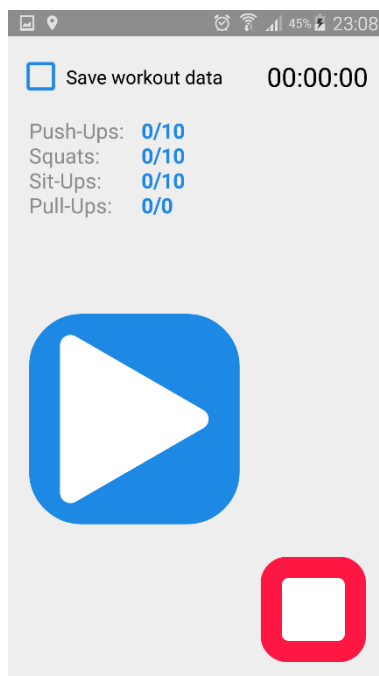 45% 23:08
Save workout data 00:00:00
Push-Ups: 0/10
Squats: 0/10
Sit-Ups: 0/10
Pull-Ups: 0/0